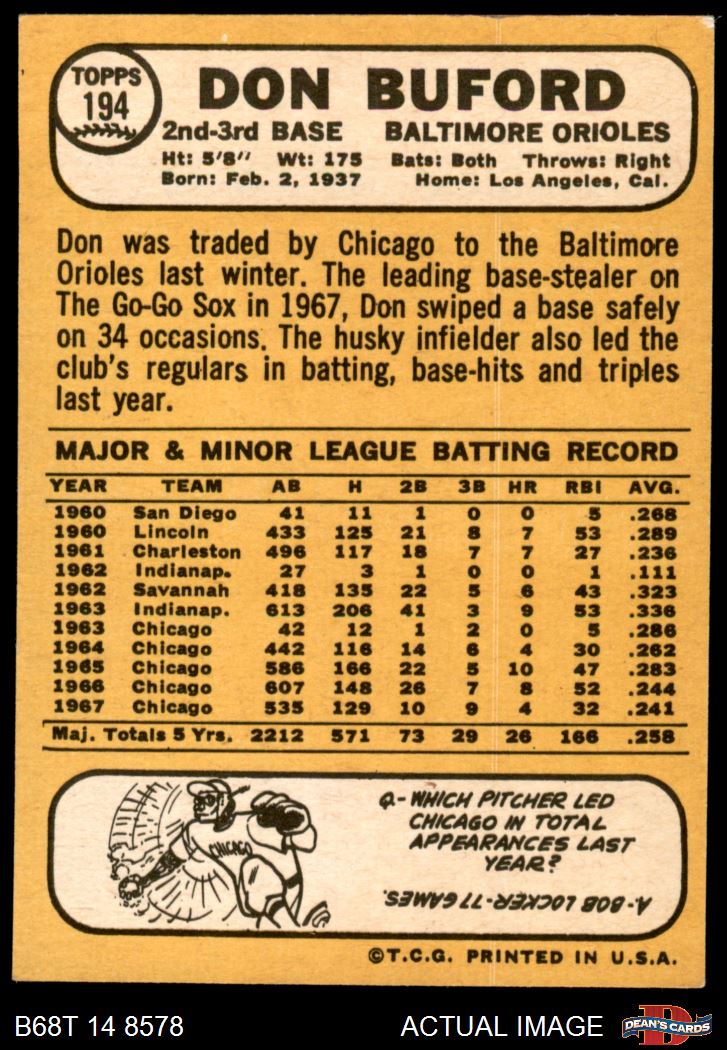 TOPPS
194
DON BUFORD
2nd-3rd BASE BALTIMORE ORIOLES
Ht: 5'8" Wt: 175 Bats: Both Throws: Right
Born: Feb. 2, 1937 Home: Los Angeles, Cal.
Don was traded by Chicago to the Baltimore
Orioles last winter. The leading base-stealer on
The Go-Go Sox in 1967, Don swiped a base safely
on 34 occasions. The husky infielder also led the
club's regulars in batting, base-hits and triples
last year.
MAJOR & MINOR LEAGUE BATTING RECORD
YEAR TEAM AB H 2B 3B HR RBI AVG.
1960 San Diego 41 11 1 0 0 5 .268
1960 Lincoln 433 125 21 8 7 53 .289
1961 Charleston 496 117 18 7 7 27 .236
1962 Indianap. 27 3 1 0 0 1 .111
1962 Savannah 418 135 22 5 6 43 .323
1963 Indianap. 613 206 41 3 9 53 .336
1963 Chicago 42 12 1 2 0 5 .286
1964 Chicago 442 116 14 6 4 30 .262
1965 Chicago 586 166 22 5 10 47 .283
1966 Chicago 607 148 26 7 8 52 .244
1967 Chicago 535 129 10 9 4 32 .241
Maj. Totals 5 Yrs. 2212 571 73 29 26 166 .258
CHICAGO
Q-WHICH PITCHER LED
CHICAGO IN TOTAL
APPEARANCES LAST
YEAR?
A-BOB LOCKER-77 GAMES.
©T.C.G. PRINTED IN U.S.A.
B68T 14 8578 ACTUAL IMAGE
D
DEAN'S CARDS